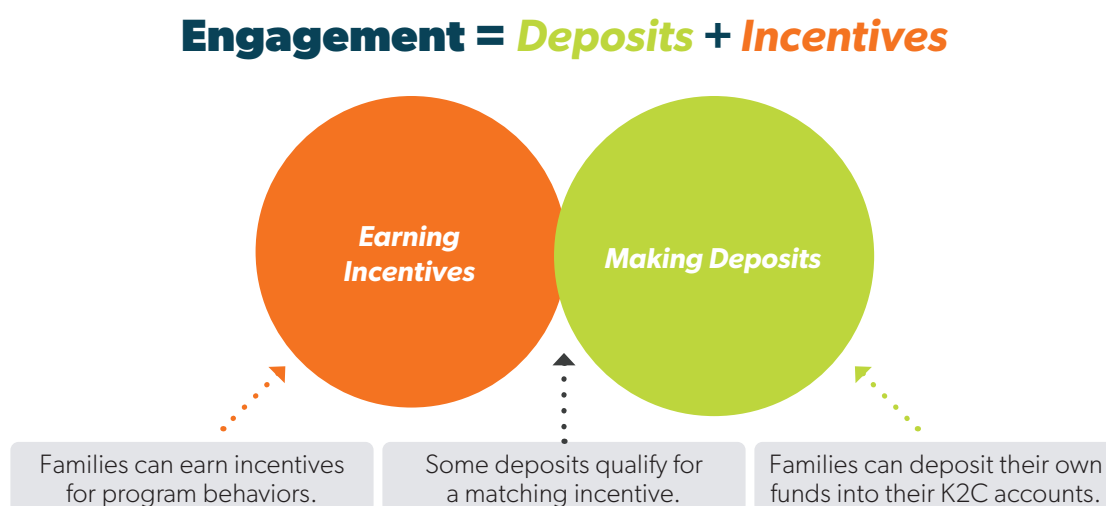 Engagement = Deposits + Incentives
Earning
Incentives
Making Deposits
Families can earn incentives
for program behaviors.
Some deposits qualify for
a matching incentive.
Families can deposit their own
funds into their K2C accounts.